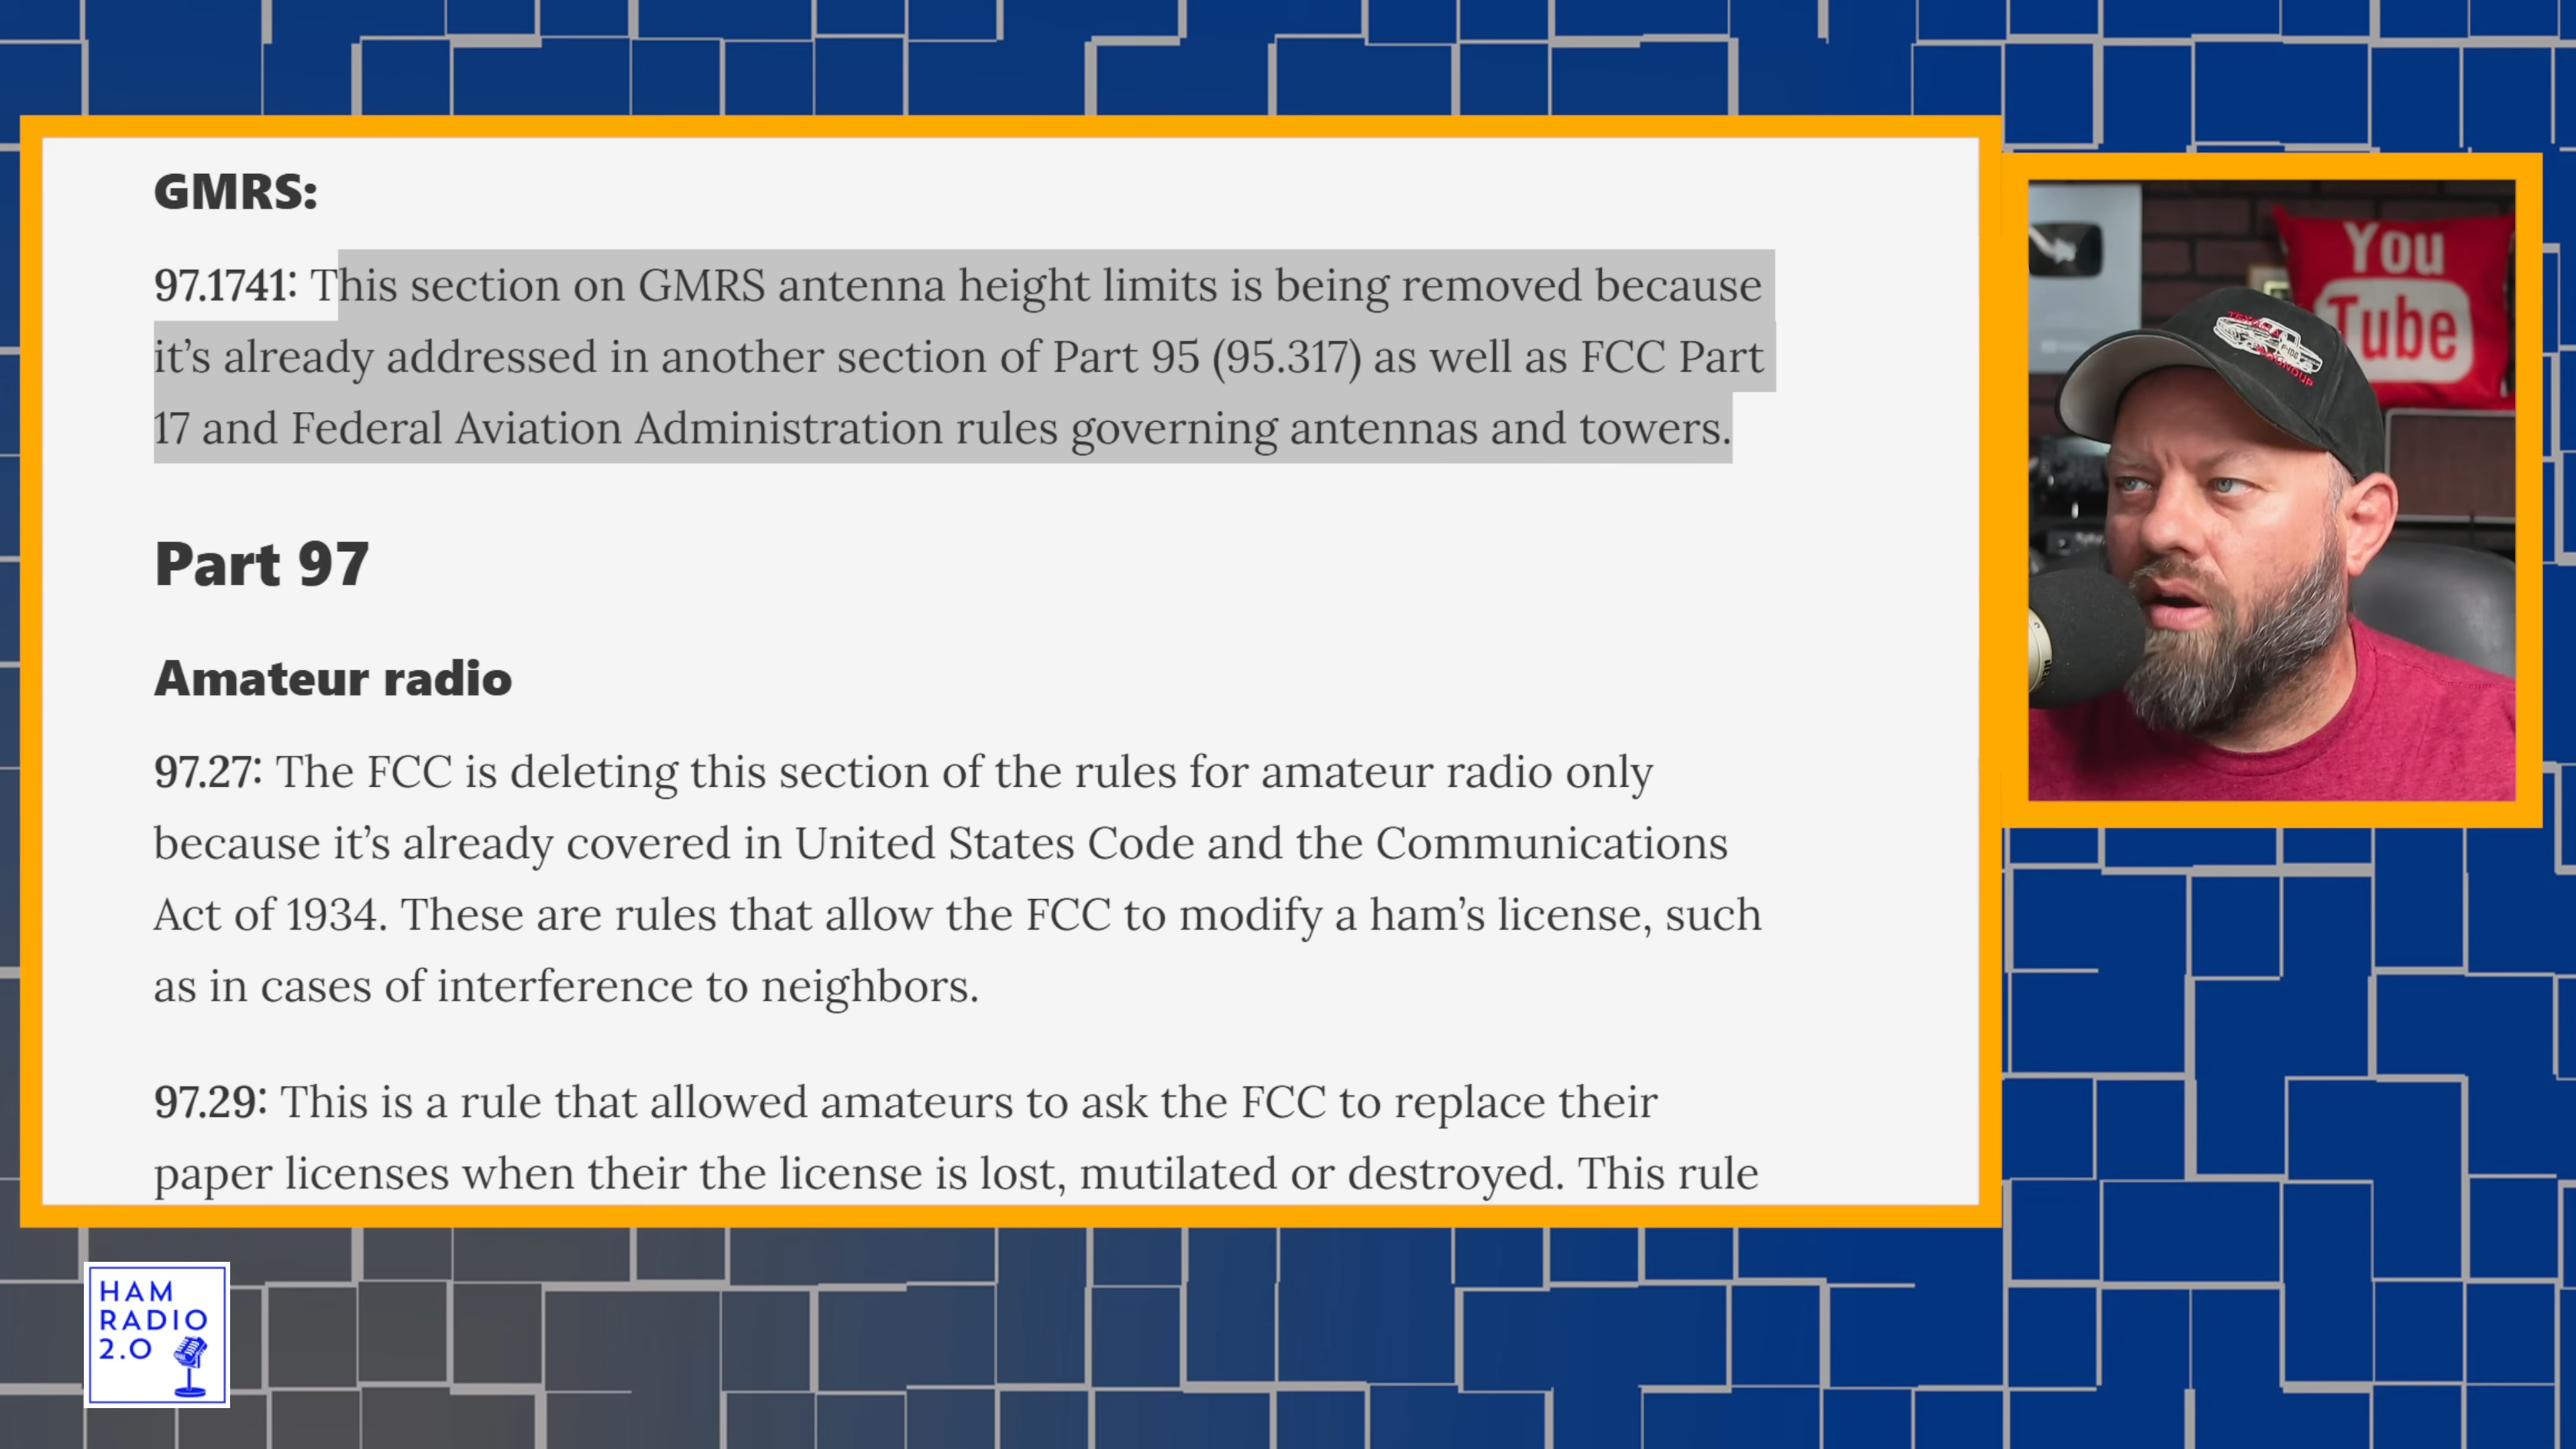 GMRS:
97.1741: This section on GMRS antenna height limits is being removed because
it’s already addressed in another section of Part 95 (95.317) as well as FCC Part
17 and Federal Aviation Administration rules governing antennas and towers.
Part 97
Amateur radio
97.27: The FCC is deleting this section of the rules for amateur radio only
because it’s already covered in United States Code and the Communications
Act of 1934. These are rules that allow the FCC to modify a ham’s license, such
as in cases of interference to neighbors.
97.29: This is a rule that allowed amateurs to ask the FCC to replace their
paper licenses when their the license is lost, mutilated or destroyed. This rule
You
Tube
HAM
RADIO
2.0